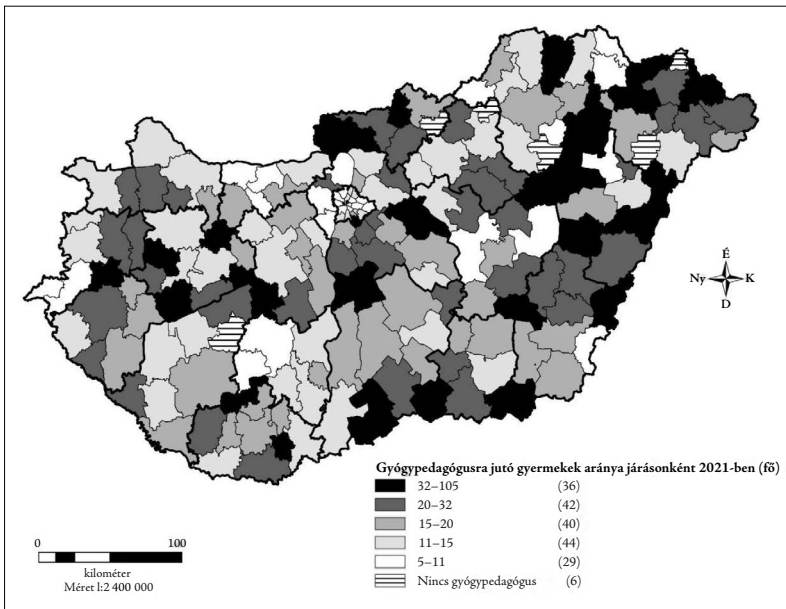 É
Ny K
D
Gyógypedagógusra jutó gyermekek aránya járásonként 2021-ben (fő)
32–105 (36)
20–32 (42)
15–20 (40)
11–15 (44)
5–11 (29)
Nincs gyógypedagógus (6)
0 100
kilométer
Méret l:2 400 000